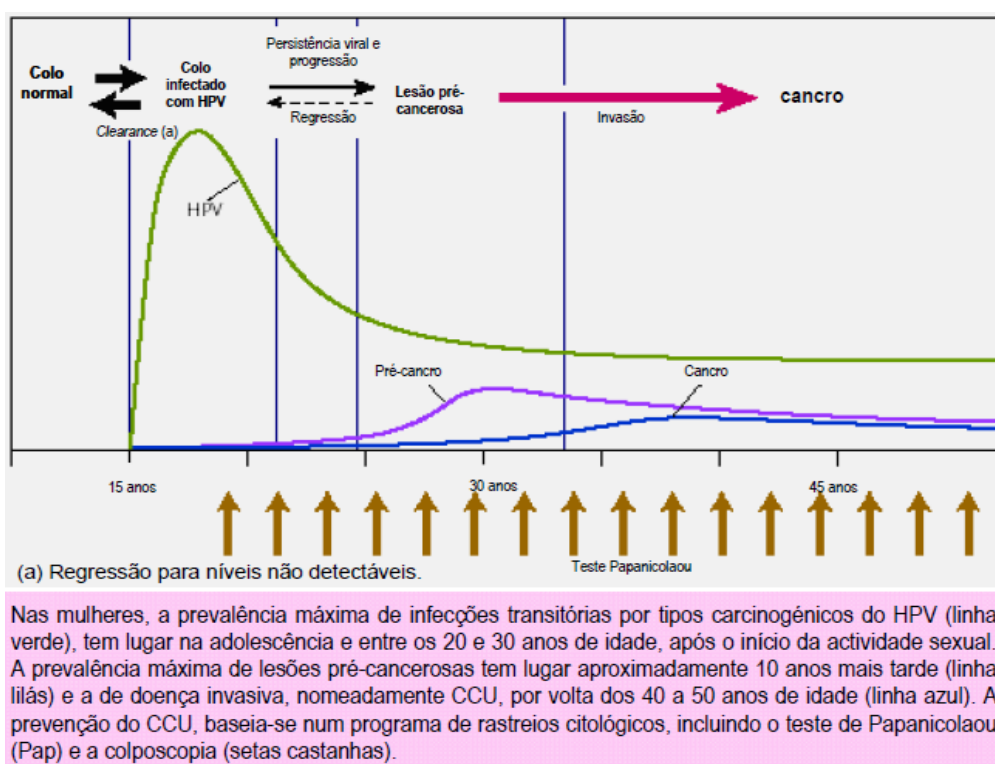 Persistência viral e
progressão
Colo
normal
Colo
infectado
com HPV
Lesão pré-
cancerosa
cancro
Regressão
Invasão
Clearance (a)
HPV
Pré-cancro
Cancro
15 anos
30 anos
45 anos
Teste Papanicolaou
(a) Regressão para níveis não detectáveis.
Nas mulheres, a prevalência máxima de infecções transitórias por tipos carcinogénicos do HPV (linha
verde), tem lugar na adolescência e entre os 20 e 30 anos de idade, após o início da actividade sexual.
A prevalência máxima de lesões pré-cancerosas tem lugar aproximadamente 10 anos mais tarde (linha
lilás) e a de doença invasiva, nomeadamente CCU, por volta dos 40 a 50 anos de idade (linha azul). A
prevenção do CCU, baseia-se num programa de rastreios citológicos, incluindo o teste de Papanicolaou
(Pap) e a colposcopia (setas castanhas).